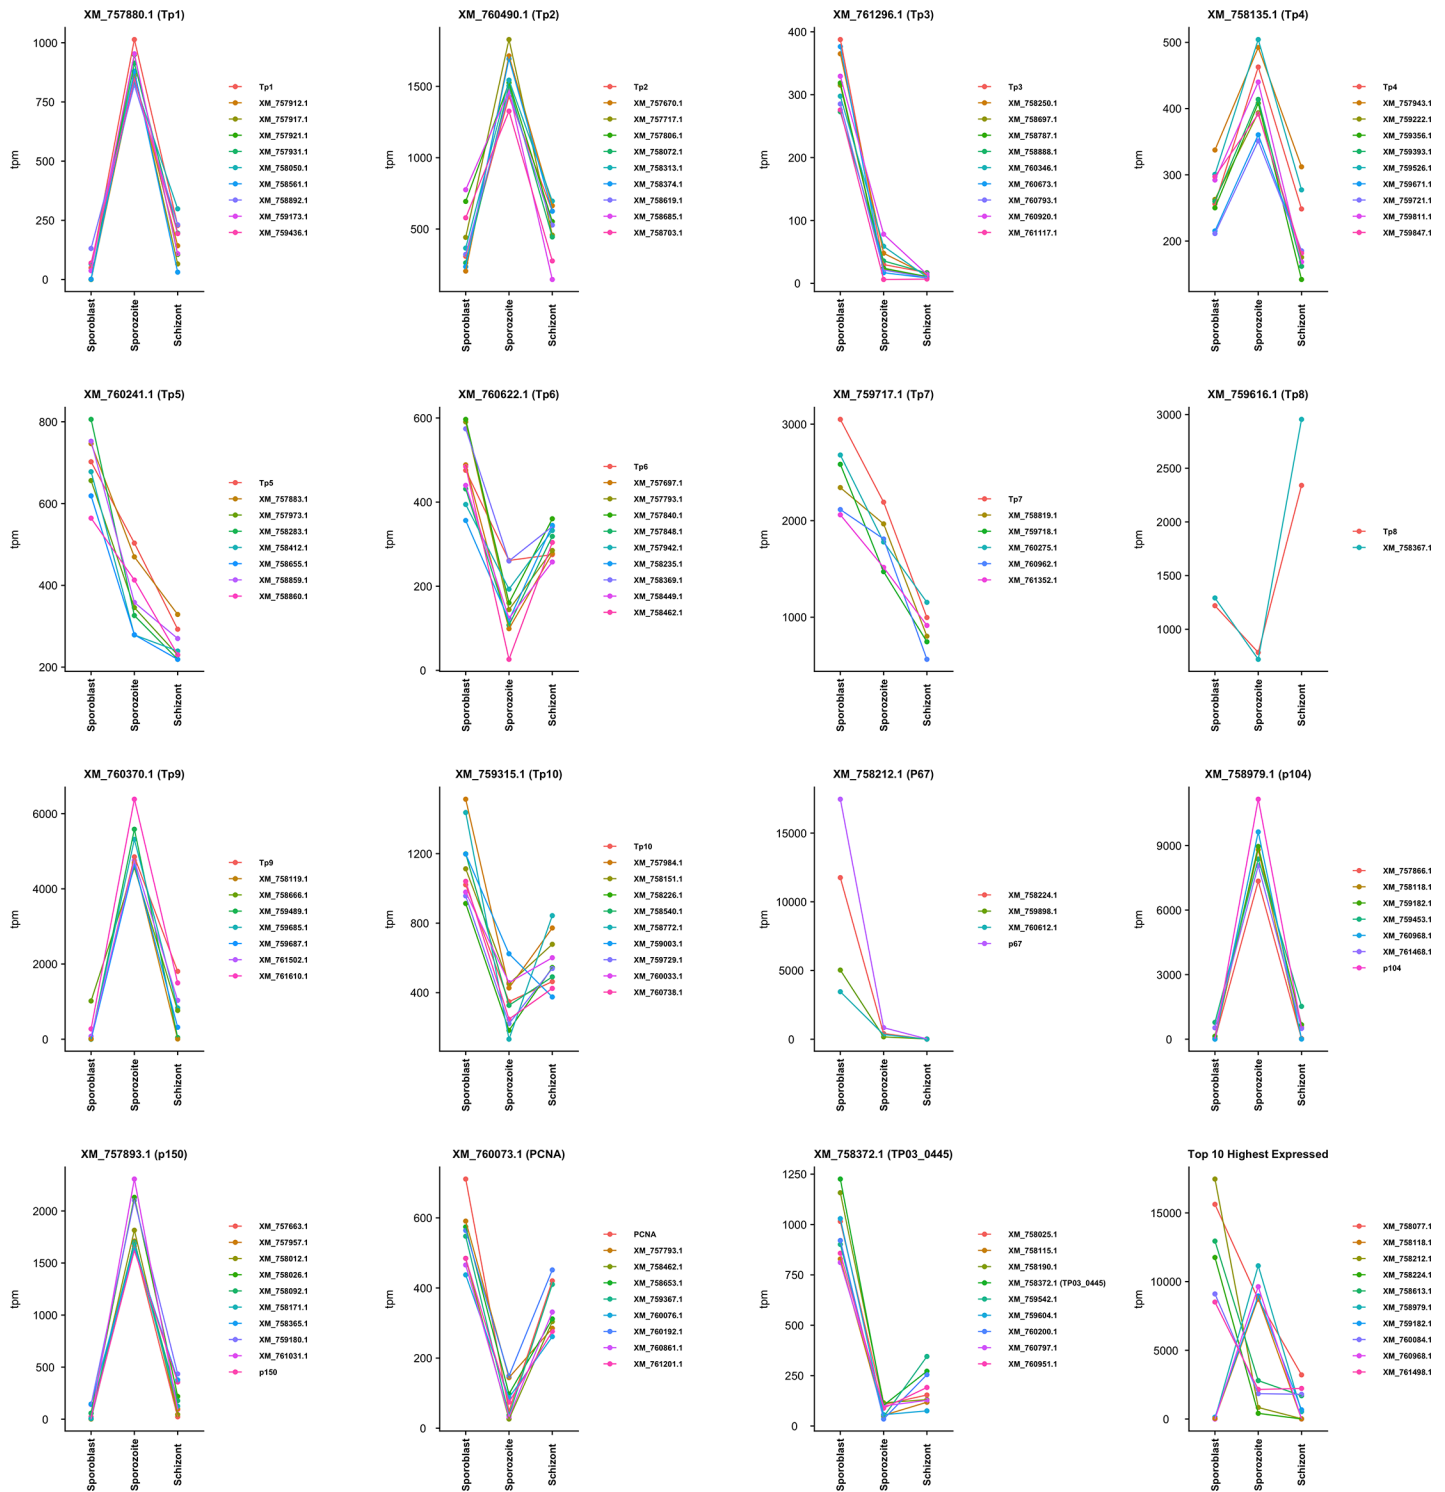 XM_757880.1 (Tp1)
tpm
1000
750
500
250
0
Sporoblast
Sporozoite
Schizont
Tp1
XM_757912.1
XM_757917.1
XM_757921.1
XM_757931.1
XM_758050.1
XM_758561.1
XM_758892.1
XM_759173.1
XM_759436.1
XM_760490.1 (Tp2)
tpm
1500
1000
500
Sporoblast
Sporozoite
Schizont
Tp2
XM_757670.1
XM_757717.1
XM_757806.1
XM_758072.1
XM_758313.1
XM_758374.1
XM_758619.1
XM_758685.1
XM_758703.1
XM_761296.1 (Tp3)
tpm
400
300
200
100
0
Sporoblast
Sporozoite
Schizont
Tp3
XM_758250.1
XM_758697.1
XM_758787.1
XM_758888.1
XM_760346.1
XM_760673.1
XM_760793.1
XM_760920.1
XM_761117.1
XM_758135.1 (Tp4)
tpm
500
400
300
200
Sporoblast
Sporozoite
Schizont
Tp4
XM_757943.1
XM_759222.1
XM_759356.1
XM_759393.1
XM_759526.1
XM_759671.1
XM_759721.1
XM_759811.1
XM_759847.1
XM_760241.1 (Tp5)
tpm
800
600
400
200
Sporoblast
Sporozoite
Schizont
Tp5
XM_757883.1
XM_757973.1
XM_758283.1
XM_758412.1
XM_758655.1
XM_758859.1
XM_758860.1
XM_760622.1 (Tp6)
tpm
600
400
200
0
Sporoblast
Sporozoite
Schizont
Tp6
XM_757697.1
XM_757793.1
XM_757840.1
XM_757848.1
XM_757942.1
XM_758235.1
XM_758369.1
XM_758449.1
XM_758462.1
XM_759717.1 (Tp7)
tpm
3000
2000
1000
Sporoblast
Sporozoite
Schizont
Tp7
XM_758819.1
XM_759718.1
XM_760275.1
XM_760962.1
XM_761352.1
XM_759616.1 (Tp8)
tpm
3000
2500
2000
1500
1000
Sporoblast
Sporozoite
Schizont
Tp8
XM_758367.1
XM_760370.1 (Tp9)
tpm
6000
4000
2000
0
Sporoblast
Sporozoite
Schizont
Tp9
XM_758119.1
XM_758666.1
XM_759489.1
XM_759685.1
XM_759687.1
XM_761502.1
XM_761610.1
XM_759315.1 (Tp10)
tpm
1200
800
400
Sporoblast
Sporozoite
Schizont
Tp10
XM_757984.1
XM_758151.1
XM_758226.1
XM_758540.1
XM_758772.1
XM_759003.1
XM_759729.1
XM_760033.1
XM_760738.1
XM_758212.1 (P67)
tpm
15000
10000
5000
0
Sporoblast
Sporozoite
Schizont
XM_758224.1
XM_759898.1
XM_760612.1
p67
XM_758979.1 (p104)
tpm
9000
6000
3000
0
Sporoblast
Sporozoite
Schizont
XM_757866.1
XM_758118.1
XM_759182.1
XM_759453.1
XM_760968.1
XM_761468.1
p104
XM_757893.1 (p150)
tpm
2000
1500
1000
500
0
Sporoblast
Sporozoite
Schizont
XM_757663.1
XM_757957.1
XM_758012.1
XM_758026.1
XM_758092.1
XM_758171.1
XM_758365.1
XM_759180.1
XM_761031.1
p150
XM_760073.1 (PCNA)
tpm
600
400
200
0
Sporoblast
Sporozoite
Schizont
PCNA
XM_757793.1
XM_758462.1
XM_758653.1
XM_759367.1
XM_760076.1
XM_760192.1
XM_760861.1
XM_761201.1
XM_758372.1 (TP03_0445)
tpm
1250
1000
750
500
250
0
Sporoblast
Sporozoite
Schizont
XM_758025.1
XM_758115.1
XM_758190.1
XM_758372.1 (TP03_0445)
XM_759542.1
XM_759604.1
XM_760200.1
XM_760797.1
XM_760951.1
Top 10 Highest Expressed
tpm
15000
10000
5000
0
Sporoblast
Sporozoite
Schizont
XM_758077.1
XM_758118.1
XM_758212.1
XM_758224.1
XM_758613.1
XM_758979.1
XM_759182.1
XM_760084.1
XM_760968.1
XM_761498.1